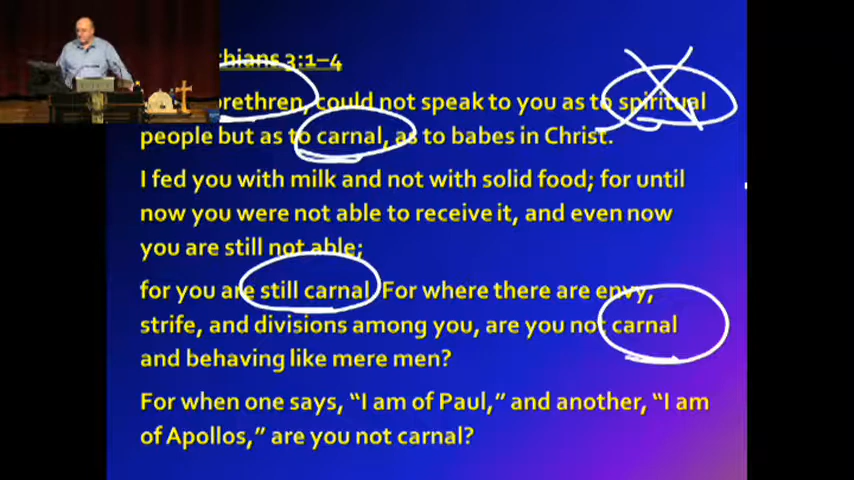 thians 3:1–4
brethren, could not speak to you as to spiritual
people but as to carnal, as to babes in Christ.
I fed you with milk and not with solid food; for until
now you were not able to receive it, and even now
you are still not able;
for you are still carnal. For where there are envy,
strife, and divisions among you, are you not carnal
and behaving like mere men?
For when one says, “I am of Paul,” and another, “I am
of Apollos,” are you not carnal?